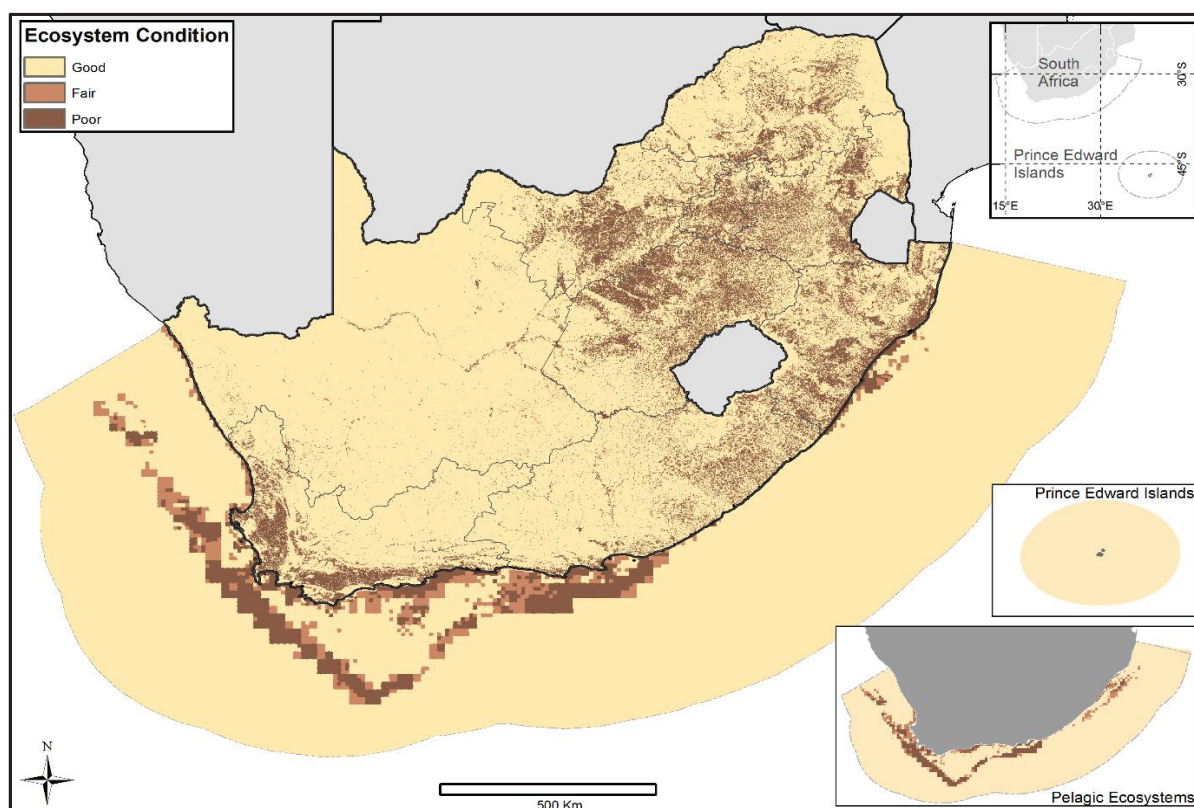 Ecosystem Condition
Good
Fair
Poor
South
Africa
30°S
Prince Edward
Islands
45°S
15°E
30°E
Prince Edward Islands
Pelagic Ecosystems
N
500 Km